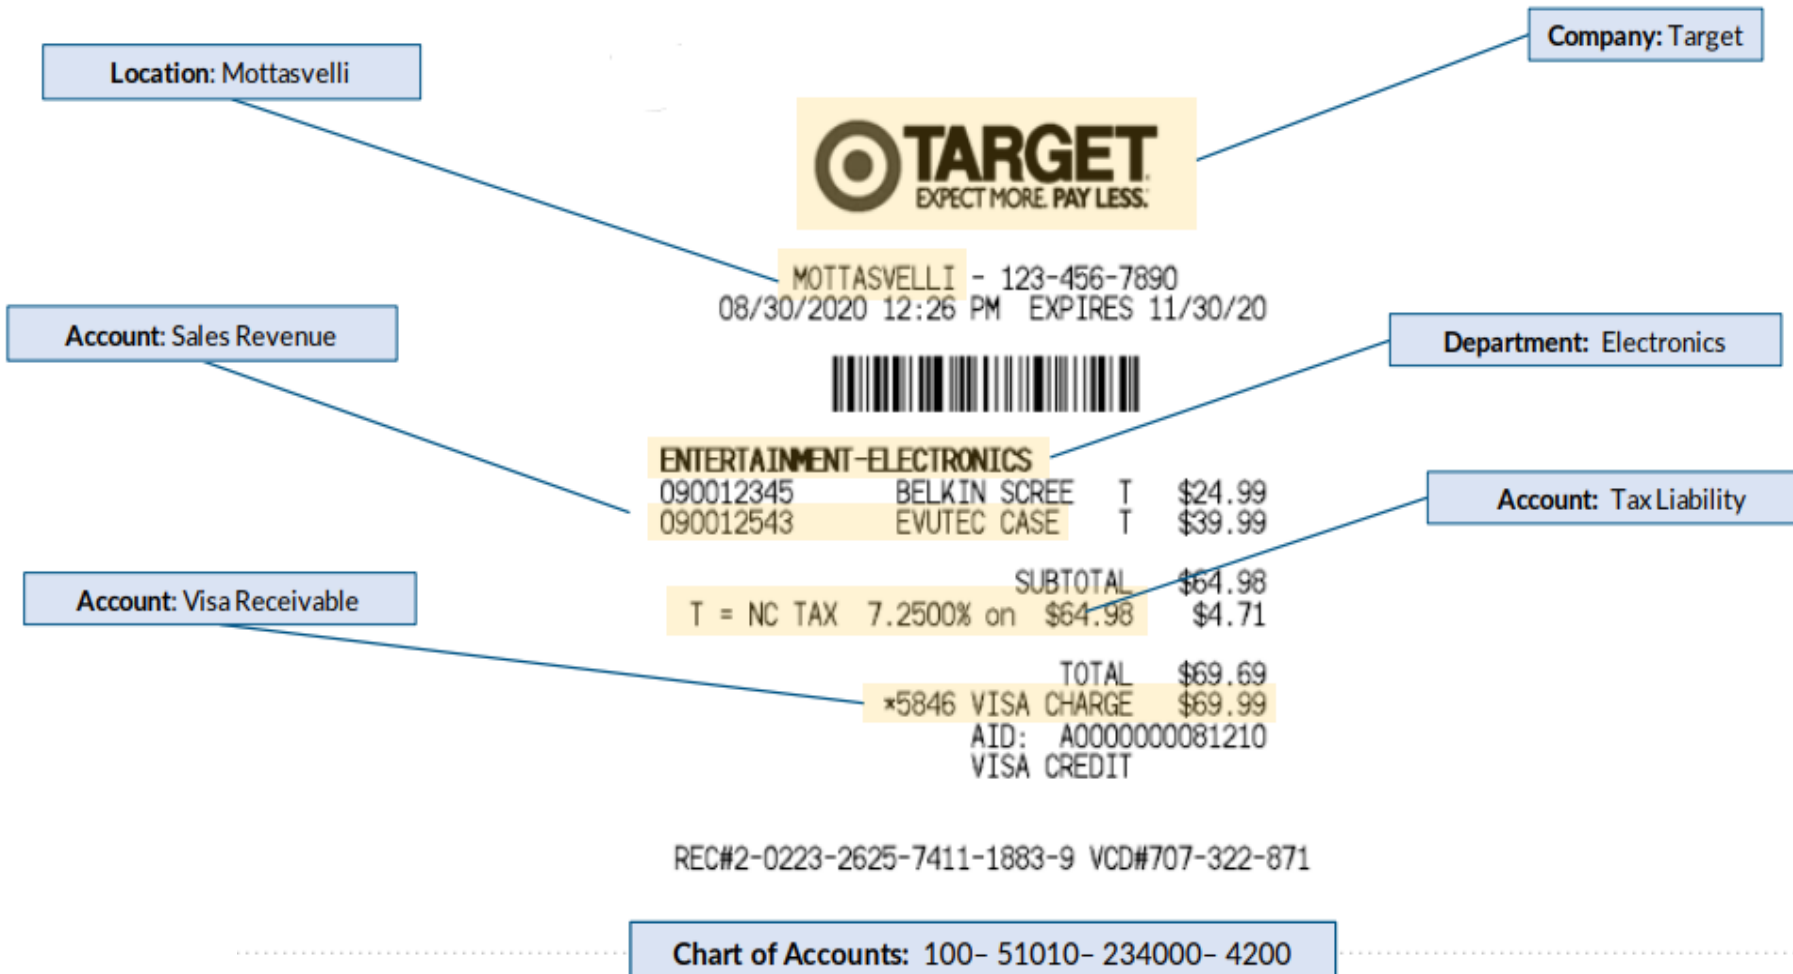 Company: Target
Location: Mottasvelli
TARGET
EXPECT MORE. PAY LESS.
MOTTASVELLI - 123-456-7890
08/30/2020 12:26 PM EXPIRES 11/30/20
Account: Sales Revenue
Department: Electronics
ENTERTAINMENT-ELECTRONICS
090012345 BELKIN SCREE T $24.99
090012543 EVUTEC CASE T $39.99
Account: Tax Liability
SUBTOTAL $64.98
Account: Visa Receivable
T = NC TAX 7.2500% on $64.98 $4.71
TOTAL $69.69
*5846 VISA CHARGE $69.99
AID: A0000000081210
VISA CREDIT
REC#2-0223-2625-7411-1883-9 VCD#707-322-871
Chart of Accounts: 100- 51010- 234000- 4200